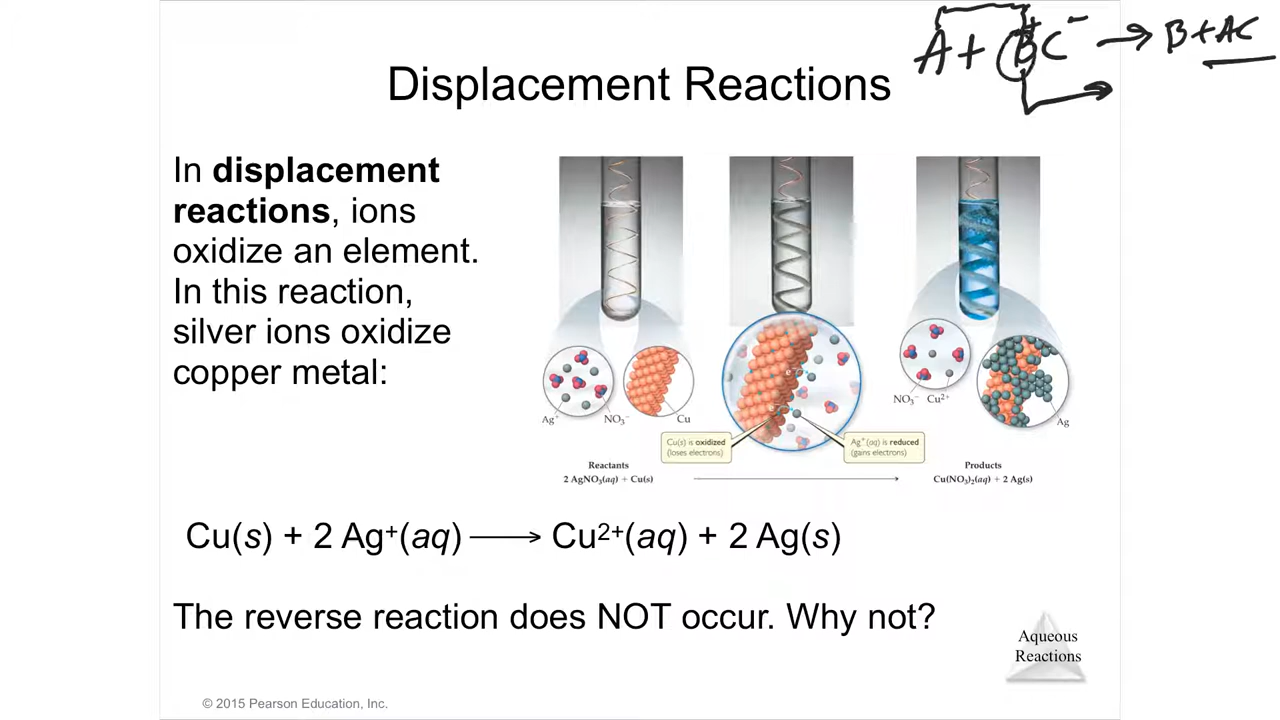 A + B⁺C⁻ → B + AC
Displacement Reactions
In displacement
reactions, ions
oxidize an element.
In this reaction,
silver ions oxidize
copper metal:
Ag⁺
NO₃⁻
Cu
NO₃⁻ Cu²⁺
Ag
e⁻
Cu(s) is oxidized
(loses electrons)
Ag⁺(aq) is reduced
(gains electrons)
Reactants
2 AgNO₃(aq) + Cu(s)
Products
Cu(NO₃)₂(aq) + 2 Ag(s)
Cu(s) + 2 Ag⁺(aq) ⟶ Cu²⁺(aq) + 2 Ag(s)
The reverse reaction does NOT occur. Why not?
Aqueous
Reactions
© 2015 Pearson Education, Inc.